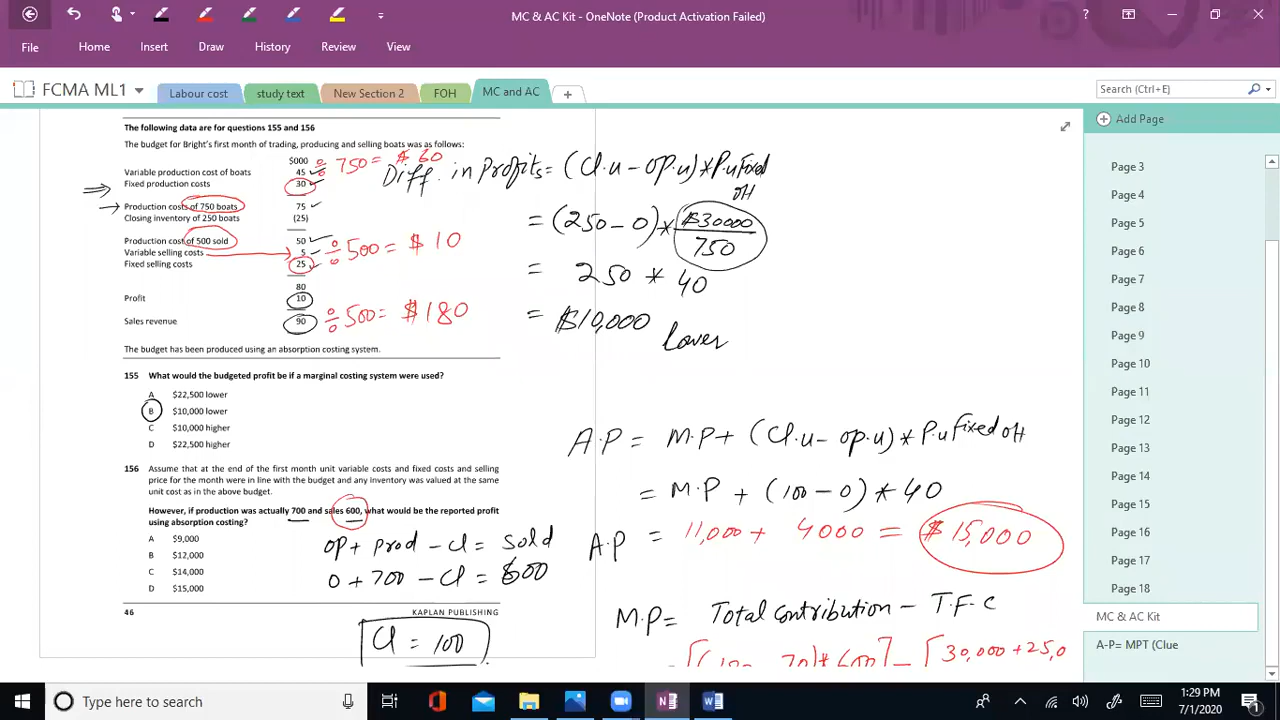 MC & AC Kit - OneNote (Product Activation Failed)
File Home Insert Draw History Review View
FCMA ML1 Labour cost study text New Section 2 FOH MC and AC Search (Ctrl+E)
Add Page
Page 3
Page 4
Page 5
Page 6
Page 7
Page 8
Page 9
Page 10
Page 11
Page 12
Page 13
Page 14
Page 15
Page 16
Page 17
Page 18
MC & AC Kit
A-P= MPT (Clue
The following data are for questions 155 and 156
The budget for Bright's first month of trading, producing and selling boats was as follows:
$000
Variable production cost of boats 45 ÷ 750 = $ 60
Fixed production costs 30
Production costs of 750 boats 75
Closing inventory of 250 boats (25)
Production cost of 500 sold 50
Variable selling costs 5 ÷ 500 = $ 10
Fixed selling costs 25
80
Profit 10
Sales revenue 90 ÷ 500 = $ 180
The budget has been produced using an absorption costing system.
155 What would the budgeted profit be if a marginal costing system were used?
A $22,500 lower
B $10,000 lower
C $10,000 higher
D $22,500 higher
156 Assume that at the end of the first month unit variable costs and fixed costs and selling
price for the month were in line with the budget and any inventory was valued at the same
unit cost as in the above budget.
However, if production was actually 700 and sales 600, what would be the reported profit
using absorption costing?
A $9,000
B $12,000
C $14,000
D $15,000
op + prod - cl = sold
0 + 700 - cl = 600
46 KAPLAN PUBLISHING
Cl = 100
Diff. in Profits = (Cl.u - op.u) * P.u Fixed
OH
= (250 - 0) * $30000
750
= 250 * 40
= $10,000
Lower
A.P = M.P + (Cl.u - op.u) * P.u fixed OH
= M.P + (100 - 0) * 40
A.P = 11,000 + 4000 = $ 15,000
M.P = Total contribution - T.F.C
= [(180 - 70) * 600] - [30,000 + 25,0
Type here to search
1:29 PM
7/1/2020